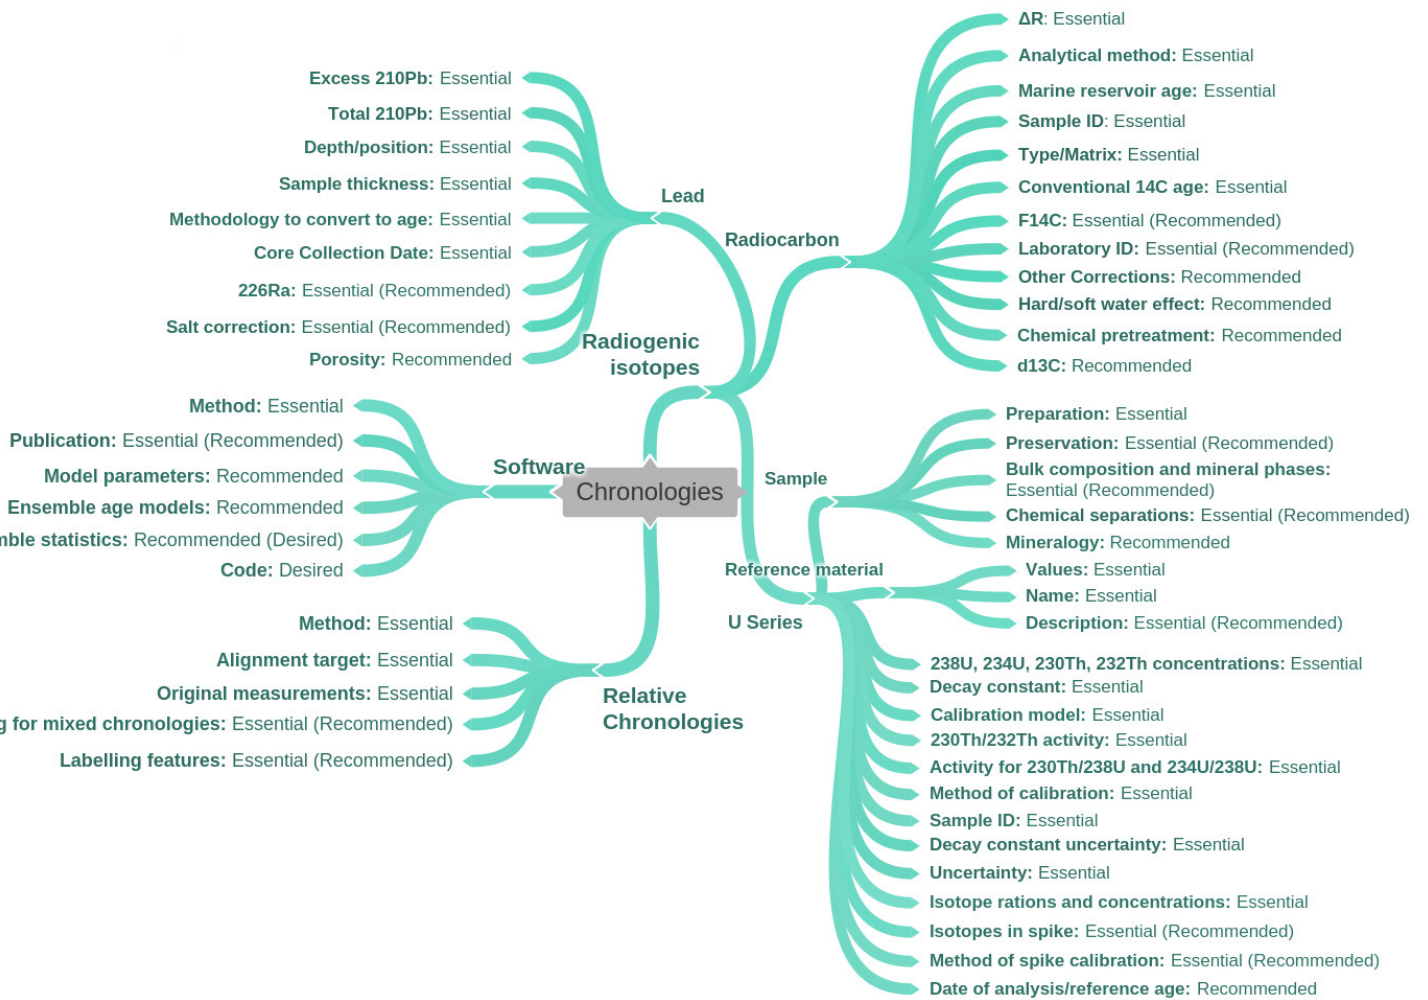 Chronologies
Radiogenic
isotopes
Lead
Excess 210Pb: Essential
Total 210Pb: Essential
Depth/position: Essential
Sample thickness: Essential
Methodology to convert to age: Essential
Core Collection Date: Essential
226Ra: Essential (Recommended)
Salt correction: Essential (Recommended)
Porosity: Recommended
Radiocarbon
ΔR: Essential
Analytical method: Essential
Marine reservoir age: Essential
Sample ID: Essential
Type/Matrix: Essential
Conventional 14C age: Essential
F14C: Essential (Recommended)
Laboratory ID: Essential (Recommended)
Other Corrections: Recommended
Hard/soft water effect: Recommended
Chemical pretreatment: Recommended
d13C: Recommended
U Series
Sample
Preparation: Essential
Preservation: Essential (Recommended)
Bulk composition and mineral phases:
Essential (Recommended)
Chemical separations: Essential (Recommended)
Mineralogy: Recommended
Reference material
Values: Essential
Name: Essential
Description: Essential (Recommended)
238U, 234U, 230Th, 232Th concentrations: Essential
Decay constant: Essential
Calibration model: Essential
230Th/232Th activity: Essential
Activity for 230Th/238U and 234U/238U: Essential
Method of calibration: Essential
Sample ID: Essential
Decay constant uncertainty: Essential
Uncertainty: Essential
Isotope rations and concentrations: Essential
Isotopes in spike: Essential (Recommended)
Method of spike calibration: Essential (Recommended)
Date of analysis/reference age: Recommended
Software
Method: Essential
Publication: Essential (Recommended)
Model parameters: Recommended
Ensemble age models: Recommended
statistics: Recommended (Desired)
Code: Desired
Relative
Chronologies
Method: Essential
Alignment target: Essential
Original measurements: Essential
for mixed chronologies: Essential (Recommended)
Labelling features: Essential (Recommended)